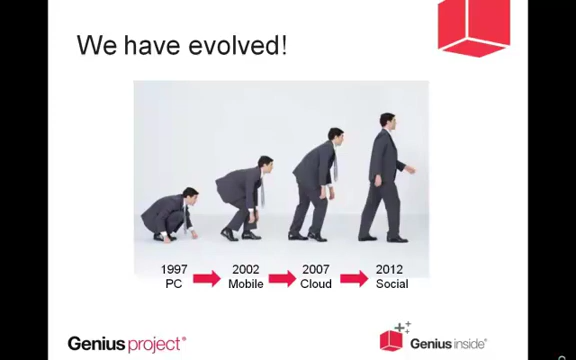 We have evolved!
1997 2002 2007 2012
PC Mobile Cloud Social
Genius project®
Genius inside®